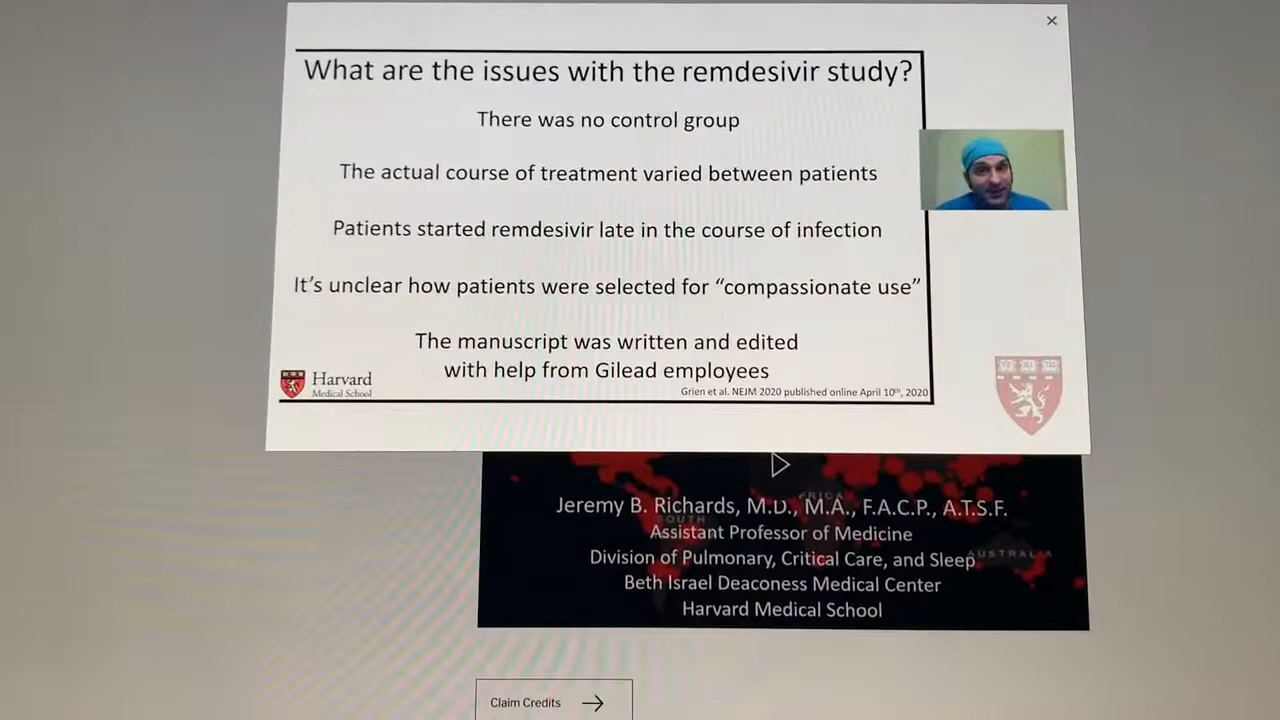 What are the issues with the remdesivir study?
There was no control group
The actual course of treatment varied between patients
Patients started remdesivir late in the course of infection
It's unclear how patients were selected for “compassionate use”
The manuscript was written and edited
with help from Gilead employees
Harvard
Medical School
Grien et al. NEJM 2020 published online April 10th, 2020
Jeremy B. Richards, M.D., M.A., F.A.C.P., A.T.S.F.
SOUTH
Assistant Professor of Medicine
Division of Pulmonary, Critical Care, and Sleep
AUSTRALIA
Beth Israel Deaconess Medical Center
Harvard Medical School
Claim Credits